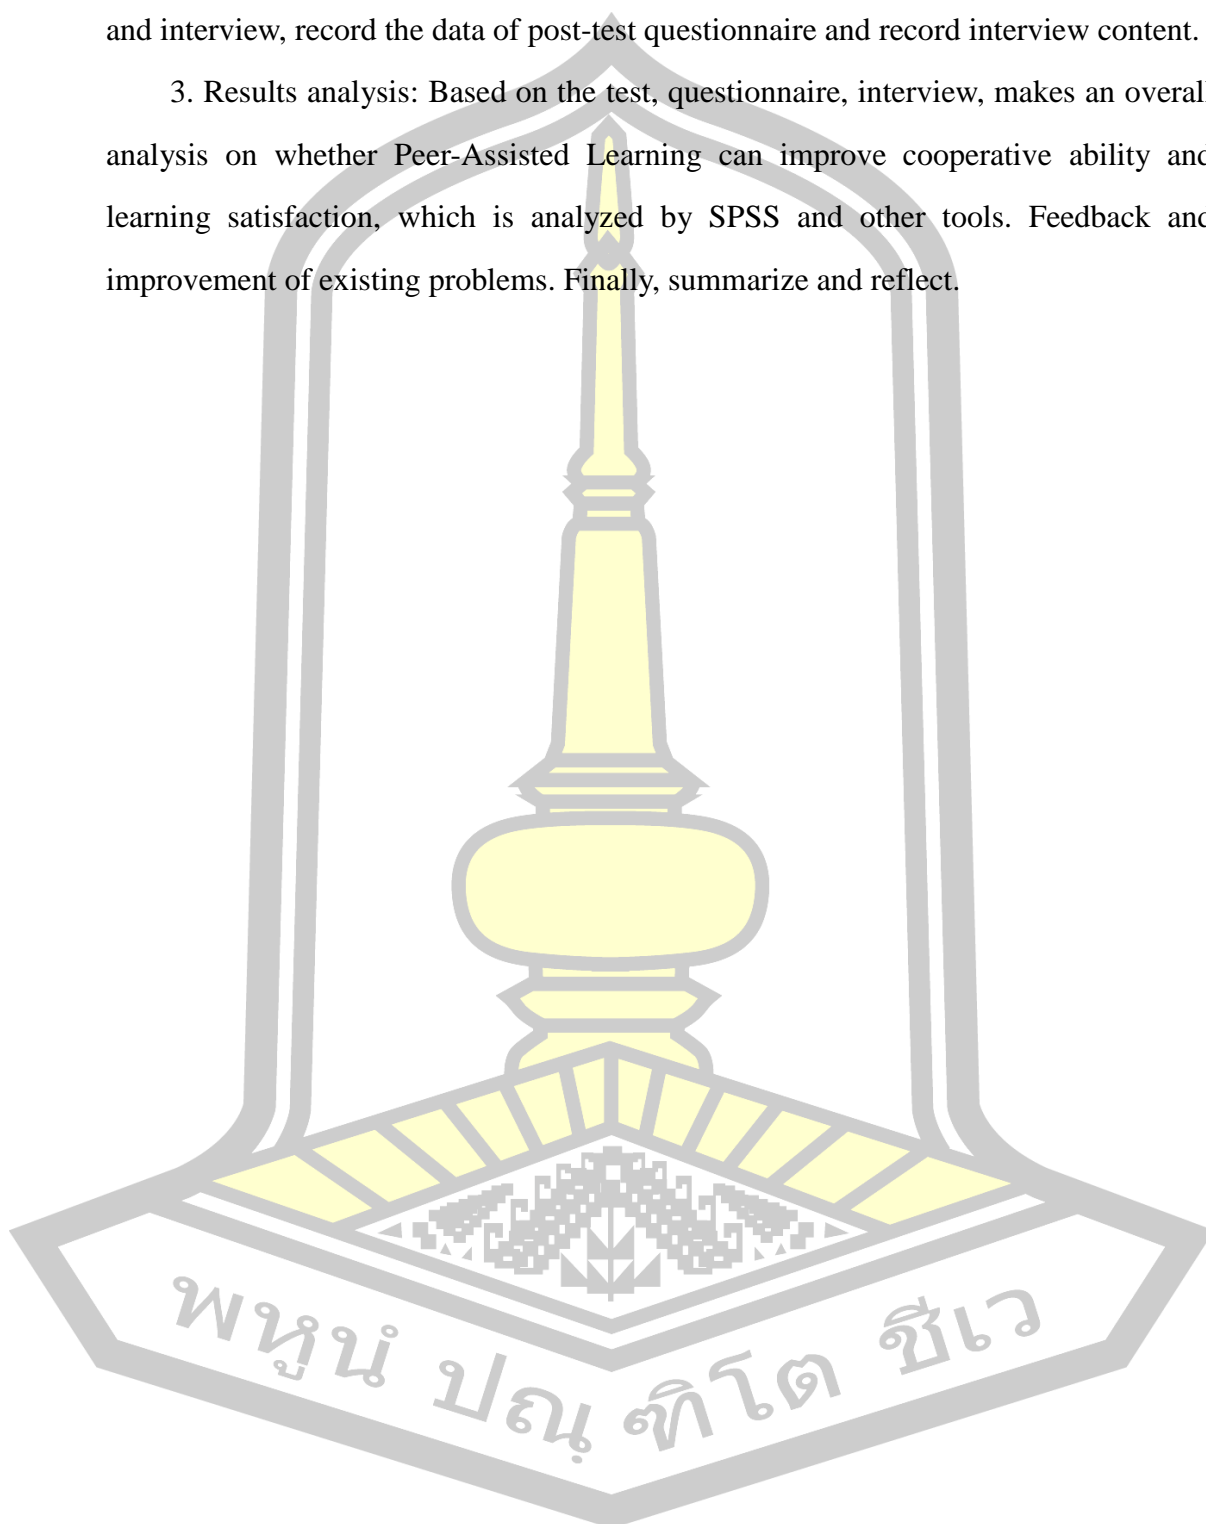 and interview, record the data of post-test questionnaire and record interview content.
3. Results analysis: Based on the test, questionnaire, interview, makes an overall
analysis on whether Peer-Assisted Learning can improve cooperative ability and
learning satisfaction, which is analyzed by SPSS and other tools. Feedback and
improvement of existing problems. Finally, summarize and reflect.
พหูนํ ปณฺฑิโต ชีเว